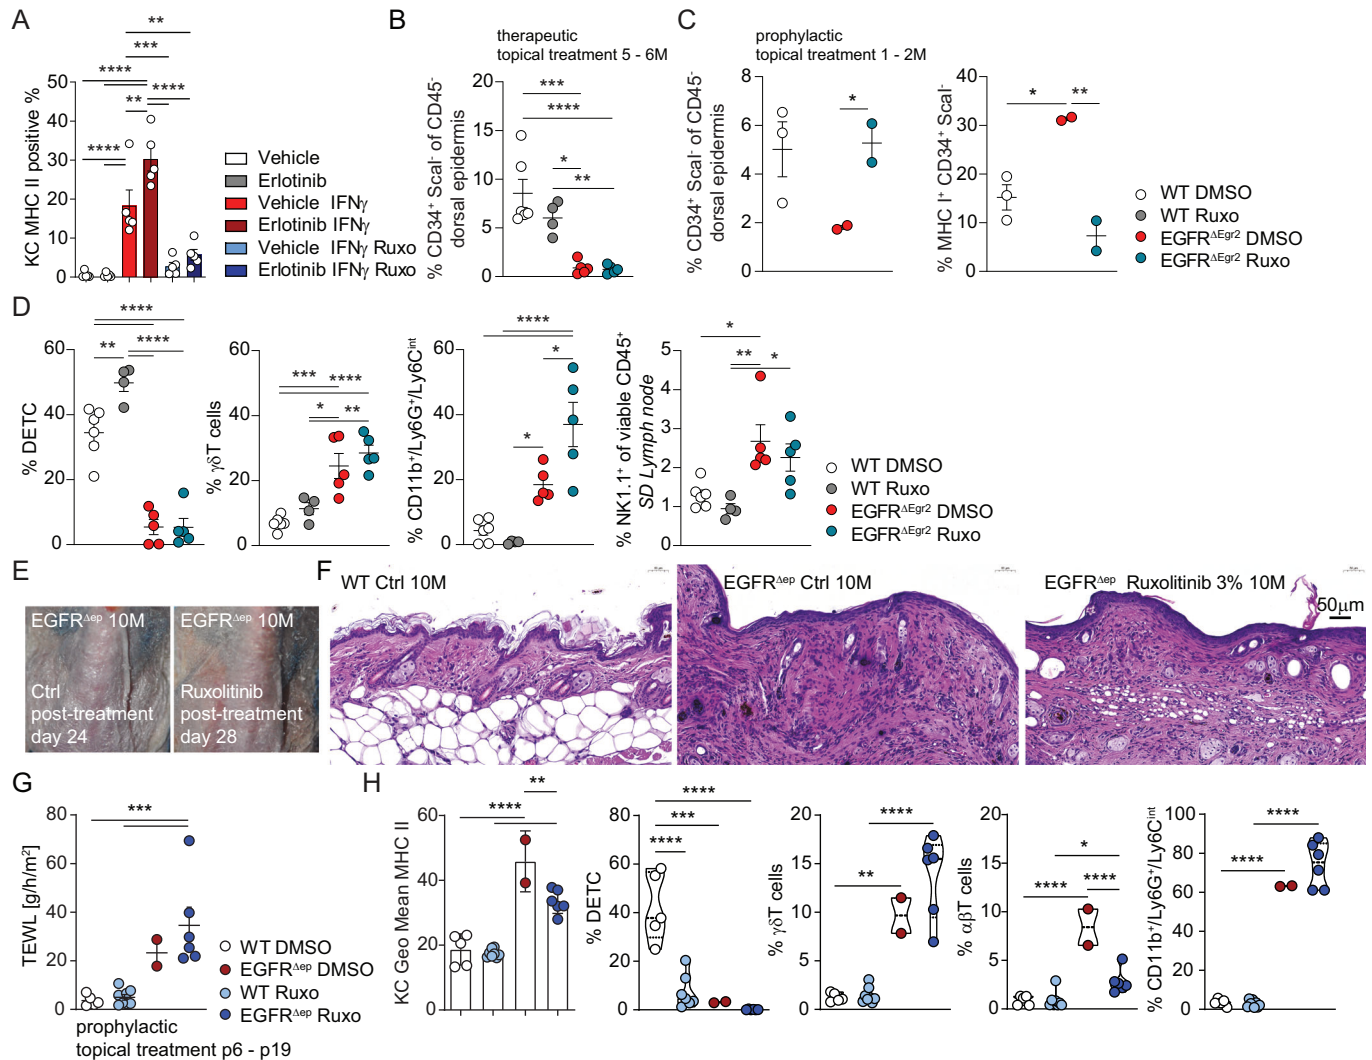 A
KC MHC II positive %
50
40
30
20
10
0
****
****
**
***
**
****
Vehicle
Erlotinib
Vehicle IFNγ
Erlotinib IFNγ
Vehicle IFNγ Ruxo
Erlotinib IFNγ Ruxo
B
therapeutic
topical treatment 5 - 6M
% CD34⁺ ScaI⁻ of CD45⁻
dorsal epidermis
20
15
10
5
0
***
****
*
**
C
prophylactic
topical treatment 1 - 2M
% CD34⁺ ScaI⁻ of CD45⁻
dorsal epidermis
8
6
4
2
0
*
% MHC I⁺ CD34⁺ ScaI⁻
40
30
20
10
0
*
**
WT DMSO
WT Ruxo
EGFR^ΔEgr2 DMSO
EGFR^ΔEgr2 Ruxo
D
% DETC
60
40
20
0
****
**
****
% γδT cells
60
40
20
0
***
****
*
**
% CD11b⁺/Ly6G⁺/Ly6C^int
60
40
20
0
****
*
*
% NK1.1⁺ of viable CD45⁺
SD Lymph node
5
4
3
2
1
0
*
**
*
WT DMSO
WT Ruxo
EGFR^ΔEgr2 DMSO
EGFR^ΔEgr2 Ruxo
E
EGFR^Δep 10M
Ctrl
post-treatment
day 24
EGFR^Δep 10M
Ruxolitinib
post-treatment
day 28
F
WT Ctrl 10M
EGFR^Δep Ctrl 10M
EGFR^Δep Ruxolitinib 3% 10M
50μm
G
TEWL [g/h/m²]
80
60
40
20
0
***
prophylactic
topical treatment p6 - p19
WT DMSO
EGFR^Δep DMSO
WT Ruxo
EGFR^Δep Ruxo
H
KC Geo Mean MHC II
60
40
20
0
****
**
% DETC
80
60
40
20
0
****
***
****
% γδT cells
20
15
10
5
0
****
**
% αβT cells
20
15
10
5
0
*
****
****
% CD11b⁺/Ly6G⁺/Ly6C^int
100
80
60
40
20
0
****
****